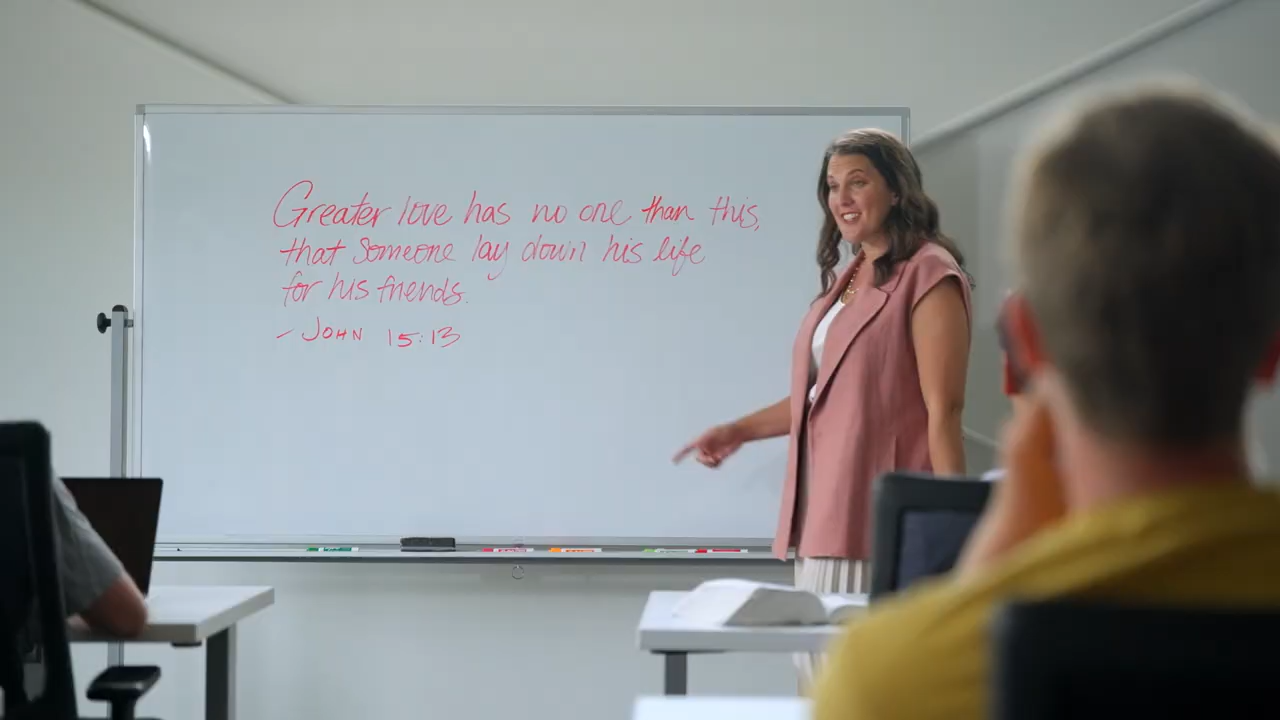 Greater love has no one than this,
that someone lay down his life
for his friends.
- JOHN 15:13